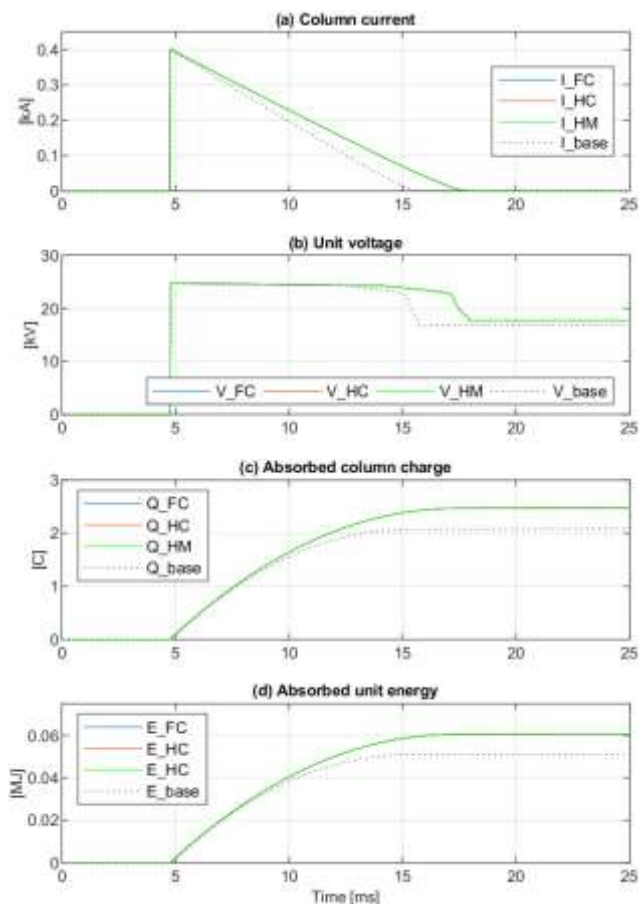 (a) Column current
[kA]
0.4
0.3
0.2
0.1
0
I_FC
I_HC
I_HM
I_base
0 5 10 15 20 25
(b) Unit voltage
[kV]
30
20
10
0
V_FC V_HC V_HM V_base
0 5 10 15 20 25
(c) Absorbed column charge
[C]
3
2
1
0
Q_FC
Q_HC
Q_HM
Q_base
0 5 10 15 20 25
(d) Absorbed unit energy
[MJ]
0.06
0.04
0.02
0
E_FC
E_HC
E_HC
E_base
0 5 10 15 20 25
Time [ms]